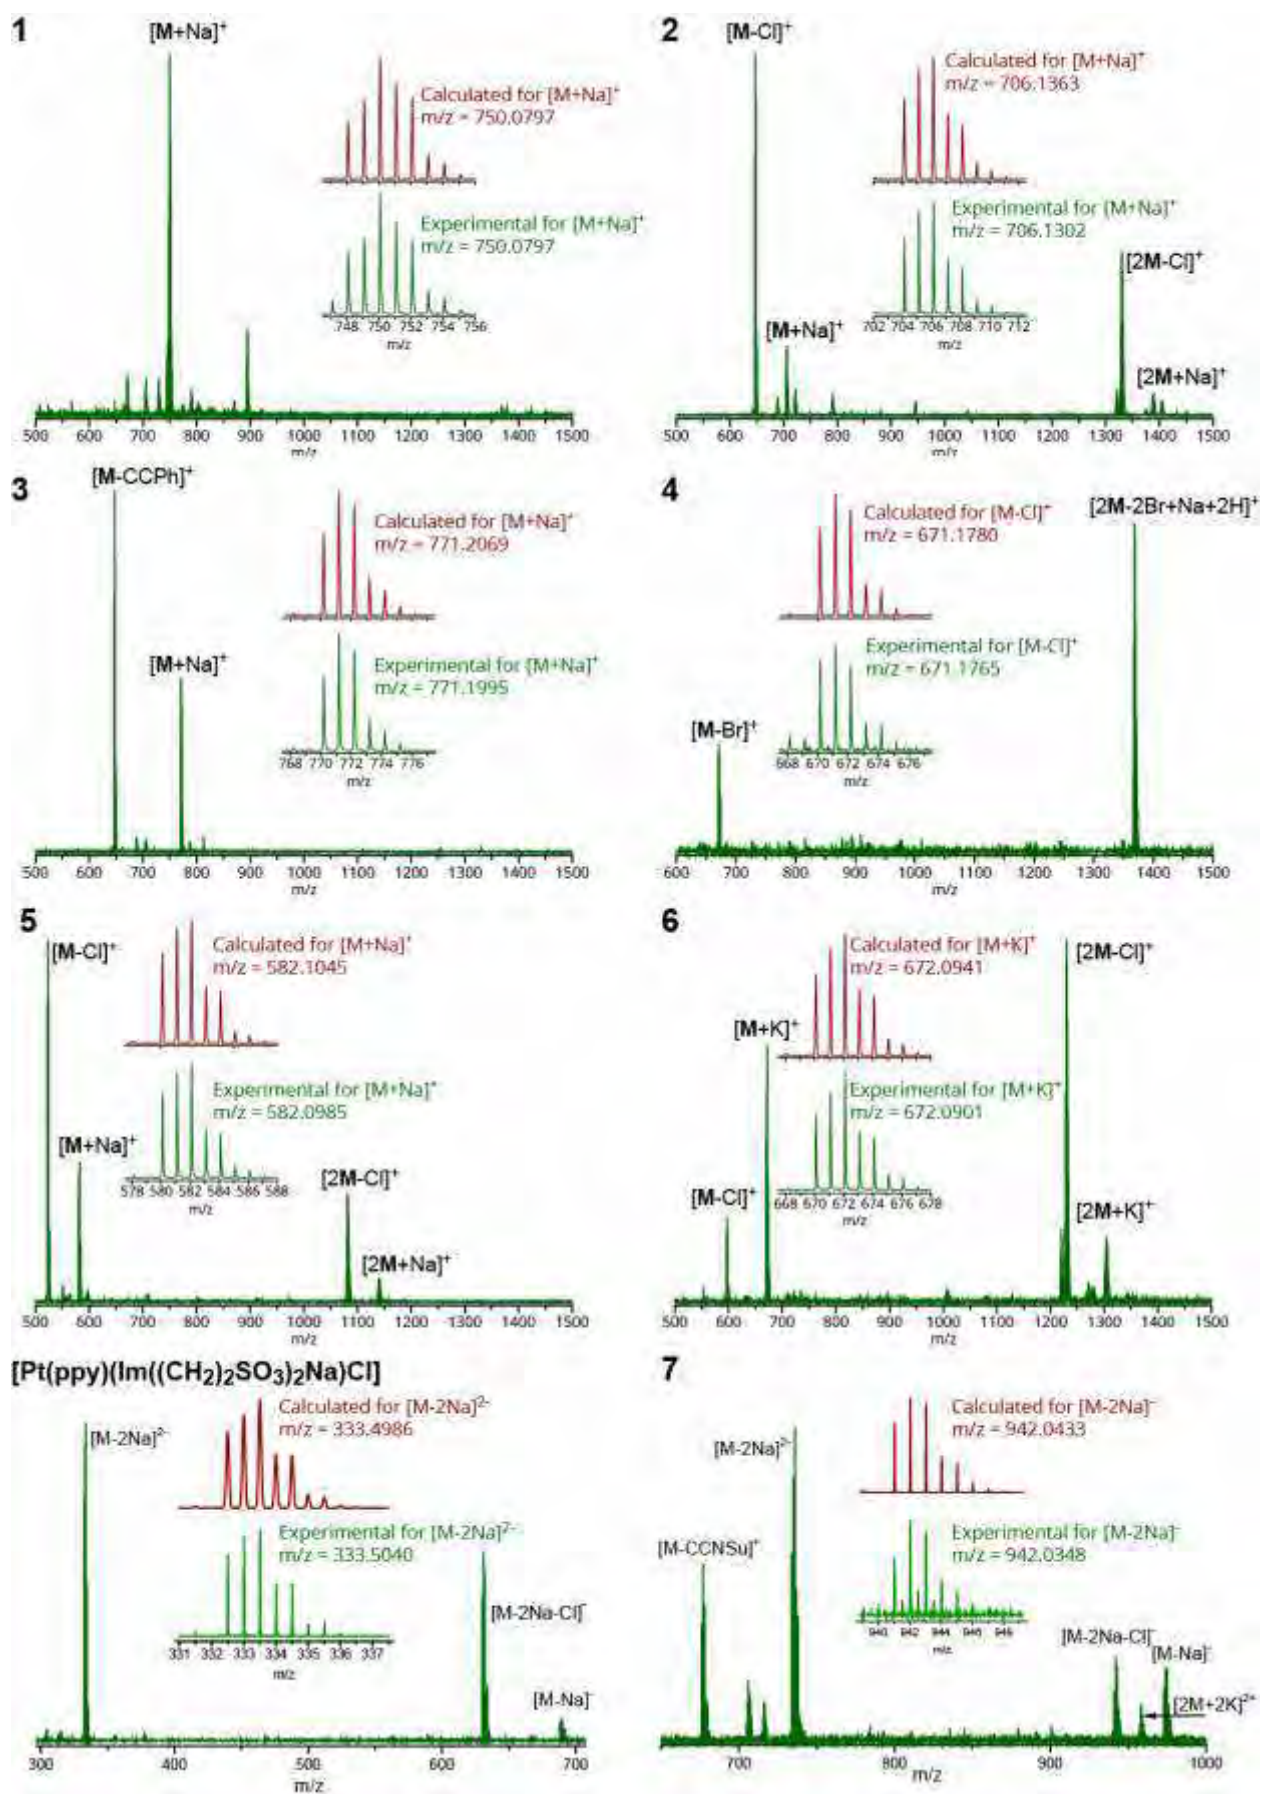 1
[M+Na]⁺
Calculated for [M+Na]⁺
m/z = 750.0797
Experimental for [M+Na]⁺
m/z = 750.0797
748 750 752 754 756
m/z
500 600 700 800 900 1000 1100 1200 1300 1400 1500
m/z
2
[M-Cl]⁺
Calculated for [M+Na]⁺
m/z = 706.1363
Experimental for [M+Na]⁺
m/z = 706.1302
702 704 706 708 710 712
m/z
[M+Na]⁺
[2M-Cl]⁺
[2M+Na]⁺
500 600 700 800 900 1000 1100 1200 1300 1400 1500
m/z
3
[M-CCPh]⁺
Calculated for [M+Na]⁺
m/z = 771.2069
[M+Na]⁺
Experimental for [M+Na]⁺
m/z = 771.1995
768 770 772 774 776
m/z
500 600 700 800 900 1000 1100 1200 1300 1400 1500
m/z
4
[2M-2Br+Na+2H]⁺
Calculated for [M-Cl]⁺
m/z = 671.1780
Experimental for [M-Cl]⁺
m/z = 671.1765
[M-Br]⁺
668 670 672 674 676
m/z
600 700 800 900 1000 1100 1200 1300 1400 1500
m/z
5
[M-Cl]⁺
Calculated for [M+Na]⁺
m/z = 582.1045
Experimental for [M+Na]⁺
m/z = 582.0985
[M+Na]⁺
578 580 582 584 586 588
m/z
[2M-Cl]⁺
[2M+Na]⁺
500 600 700 800 900 1000 1100 1200 1300 1400 1500
m/z
6
Calculated for [M+K]⁺
m/z = 672.0941
[2M-Cl]⁺
[M+K]⁺
Experimental for [M+K]⁺
m/z = 672.0901
[M-Cl]⁺
668 670 672 674 676 678
m/z
[2M+K]⁺
500 600 700 800 900 1000 1100 1200 1300 1400 1500
m/z
[Pt(ppy)(Im((CH₂)₂SO₃)₂Na)Cl]
Calculated for [M-2Na]²⁻
m/z = 333.4986
[M-2Na]²⁻
Experimental for [M-2Na]²⁻
m/z = 333.5040
331 332 333 334 335 336 337
m/z
[M-2Na-Cl]⁻
[M-Na]⁻
300 400 500 600 700
m/z
7
Calculated for [M-2Na]⁻
m/z = 942.0433
[M-2Na]²⁻
Experimental for [M-2Na]⁻
m/z = 942.0348
[M-CCNSu]⁺
940 942 944 946 948
m/z
[M-2Na-Cl]⁻
[M-Na]⁻
[2M+2K]²⁺
700 800 900 1000
m/z